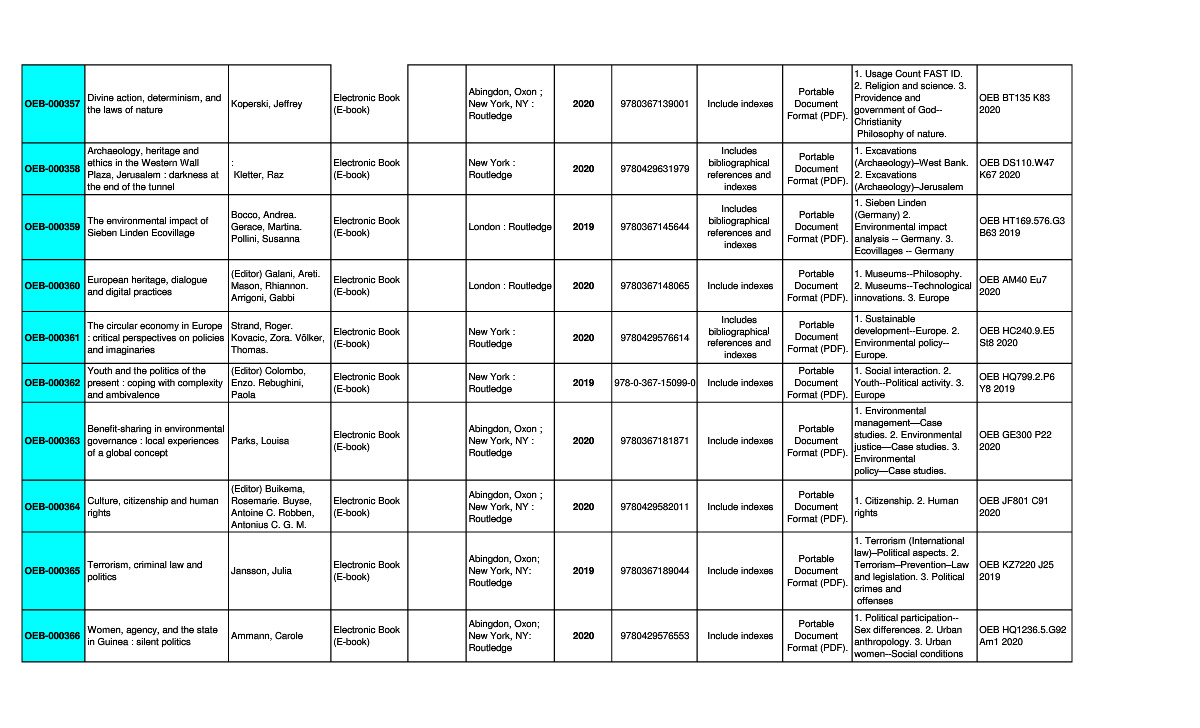 OEB-000357
Divine action, determinism, and
the laws of nature
Koperski, Jeffrey
Electronic Book
(E-book)
Abingdon, Oxon ;
New York, NY :
Routledge
2020
9780367139001
Include indexes
Portable
Document
Format (PDF).
1. Usage Count FAST ID.
2. Religion and science. 3.
Providence and
government of God--
Christianity
Philosophy of nature.
OEB BT135 K83
2020
OEB-000358
Archaeology, heritage and
ethics in the Western Wall
Plaza, Jerusalem : darkness at
the end of the tunnel
:
Kletter, Raz
Electronic Book
(E-book)
New York :
Routledge
2020
9780429631979
Includes
bibliographical
references and
indexes
Portable
Document
Format (PDF).
1. Excavations
(Archaeology)–West Bank.
2. Excavations
(Archaeology)–Jerusalem
OEB DS110.W47
K67 2020
OEB-000359
The environmental impact of
Sieben Linden Ecovillage
Bocco, Andrea.
Gerace, Martina.
Pollini, Susanna
Electronic Book
(E-book)
London : Routledge
2019
9780367145644
Includes
bibliographical
references and
indexes
Portable
Document
Format (PDF).
1. Sieben Linden
(Germany) 2.
Environmental impact
analysis -- Germany. 3.
Ecovillages -- Germany
OEB HT169.576.G3
B63 2019
OEB-000360
European heritage, dialogue
and digital practices
(Editor) Galani, Areti.
Mason, Rhiannon.
Arrigoni, Gabbi
Electronic Book
(E-book)
London : Routledge
2020
9780367148065
Include indexes
Portable
Document
Format (PDF).
1. Museums--Philosophy.
2. Museums--Technological
innovations. 3. Europe
OEB AM40 Eu7
2020
OEB-000361
The circular economy in Europe
: critical perspectives on policies
and imaginaries
Strand, Roger.
Kovacic, Zora. Völker,
Thomas.
Electronic Book
(E-book)
New York :
Routledge
2020
9780429576614
Includes
bibliographical
references and
indexes
Portable
Document
Format (PDF).
1. Sustainable
development--Europe. 2.
Environmental policy--
Europe.
OEB HC240.9.E5
St8 2020
OEB-000362
Youth and the politics of the
present : coping with complexity
and ambivalence
(Editor) Colombo,
Enzo. Rebughini,
Paola
Electronic Book
(E-book)
New York :
Routledge
2019
978-0-367-15099-0
Include indexes
Portable
Document
Format (PDF).
1. Social interaction. 2.
Youth--Political activity. 3.
Europe
OEB HQ799.2.P6
Y8 2019
OEB-000363
Benefit-sharing in environmental
governance : local experiences
of a global concept
Parks, Louisa
Electronic Book
(E-book)
Abingdon, Oxon ;
New York, NY :
Routledge
2020
9780367181871
Include indexes
Portable
Document
Format (PDF).
1. Environmental
management—Case
studies. 2. Environmental
justice—Case studies. 3.
Environmental
policy—Case studies.
OEB GE300 P22
2020
OEB-000364
Culture, citizenship and human
rights
(Editor) Buikema,
Rosemarie. Buyse,
Antoine C. Robben,
Antonius C. G. M.
Electronic Book
(E-book)
Abingdon, Oxon ;
New York, NY :
Routledge
2020
9780429582011
Include indexes
Portable
Document
Format (PDF).
1. Citizenship. 2. Human
rights
OEB JF801 C91
2020
OEB-000365
Terrorism, criminal law and
politics
Jansson, Julia
Electronic Book
(E-book)
Abingdon, Oxon;
New York, NY:
Routledge
2019
9780367189044
Include indexes
Portable
Document
Format (PDF).
1. Terrorism (International
law)–Political aspects. 2.
Terrorism–Prevention–Law
and legislation. 3. Political
crimes and
offenses
OEB KZ7220 J25
2019
OEB-000366
Women, agency, and the state
in Guinea : silent politics
Ammann, Carole
Electronic Book
(E-book)
Abingdon, Oxon;
New York, NY:
Routledge
2020
9780429576553
Include indexes
Portable
Document
Format (PDF).
1. Political participation--
Sex differences. 2. Urban
anthropology. 3. Urban
women--Social conditions
OEB HQ1236.5.G92
Am1 2020